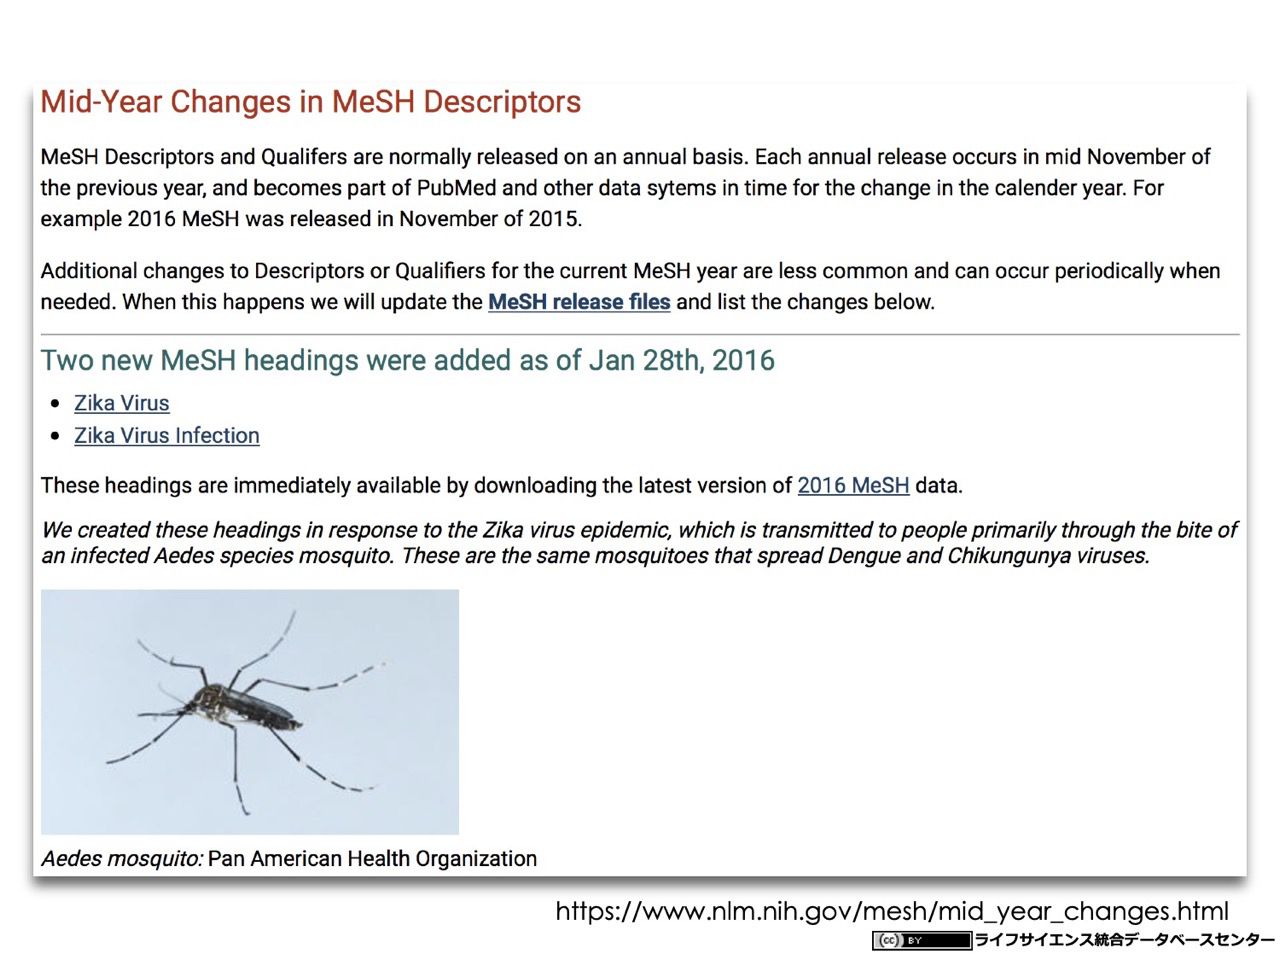 Mid-Year Changes in MeSH Descriptors
MeSH Descriptors and Qualifers are normally released on an annual basis. Each annual release occurs in mid November of
the previous year, and becomes part of PubMed and other data sytems in time for the change in the calender year. For
example 2016 MeSH was released in November of 2015.
Additional changes to Descriptors or Qualifiers for the current MeSH year are less common and can occur periodically when
needed. When this happens we will update the MeSH release files and list the changes below.
Two new MeSH headings were added as of Jan 28th, 2016
• Zika Virus
• Zika Virus Infection
These headings are immediately available by downloading the latest version of 2016 MeSH data.
We created these headings in response to the Zika virus epidemic, which is transmitted to people primarily through the bite of
an infected Aedes species mosquito. These are the same mosquitoes that spread Dengue and Chikungunya viruses.
Aedes mosquito: Pan American Health Organization
https://www.nlm.nih.gov/mesh/mid_year_changes.html
(cc) BY ライフサイエンス統合データベースセンター